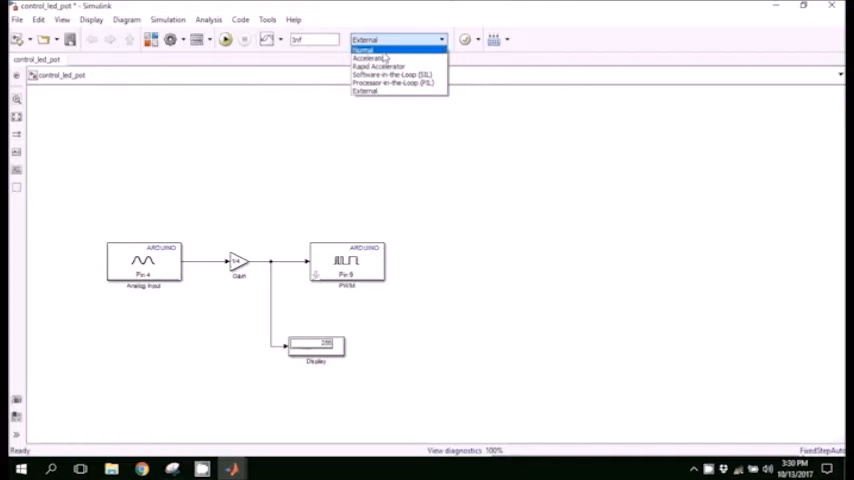 control_led_pot * - Simulink
File Edit View Display Diagram Simulation Analysis Code Tools Help
Inf
External
Normal
Accelerator
Rapid Accelerator
Software-in-the-Loop (SIL)
Processor-in-the-Loop (PIL)
External
control_led_pot
control_led_pot
ARDUINO
Pin 4
Analog Input
1/4
Gain
ARDUINO
Pin 9
PWM
Display
Ready
View diagnostics 100%
FixedStepAuto
3:30 PM
10/13/2017